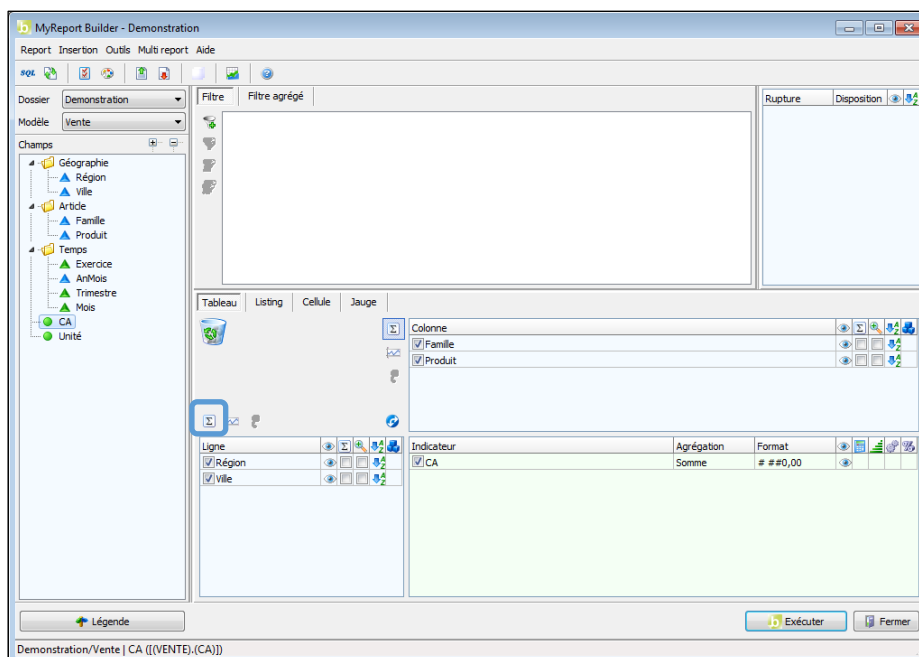 MyReport Builder - Demonstration
Report Insertion Outils Multi report Aide
SQL
Dossier Demonstration
Modèle Vente
Champs
Géographie
Région
Ville
Article
Famille
Produit
Temps
Exercice
AnMois
Trimestre
Mois
CA
Unité
Filtre Filtre agrégé
Rupture Disposition
Tableau Listing Cellule Jauge
Colonne Σ
Famille
Produit
Ligne Σ
Région
Ville
Indicateur Agrégation Format
CA Somme # ##0,00
Légende
Exécuter Fermer
Demonstration/Vente | CA ([(VENTE).(CA)])